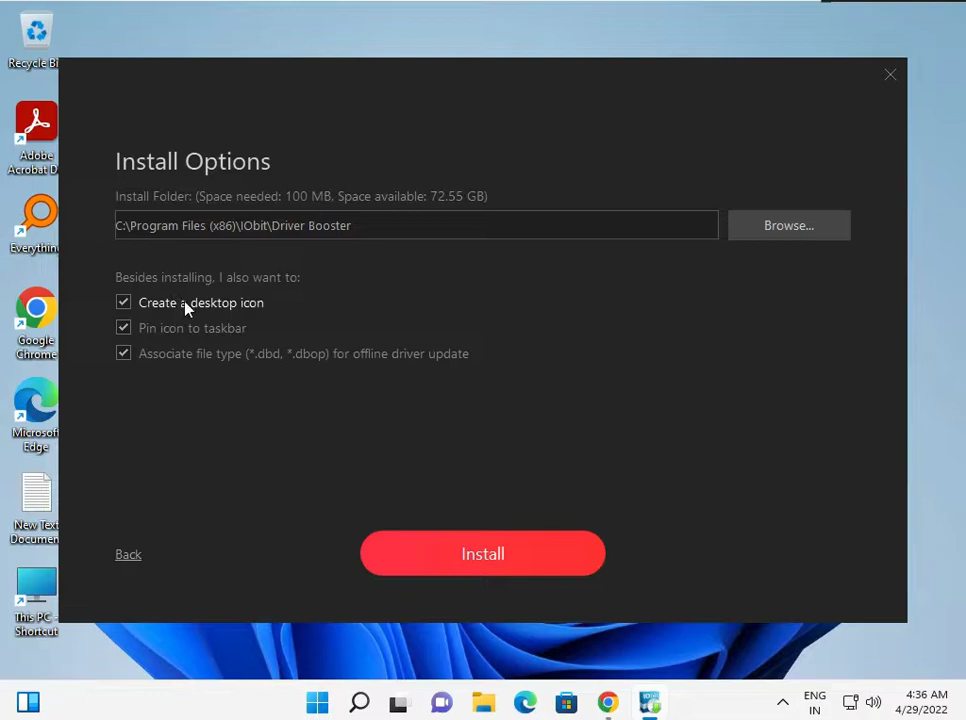 Recycle Bi
Adobe
Acrobat D
Everythin
Google
Chrome
Microsof
Edge
New Text
Documen
This PC -
Shortcut
Install Options
Install Folder: (Space needed: 100 MB, Space available: 72.55 GB)
C:\Program Files (x86)\IObit\Driver Booster
Browse...
Besides installing, I also want to:
Create a desktop icon
Pin icon to taskbar
Associate file type (*.dbd, *.dbop) for offline driver update
Back
Install
ENG
IN
4:36 AM
4/29/2022